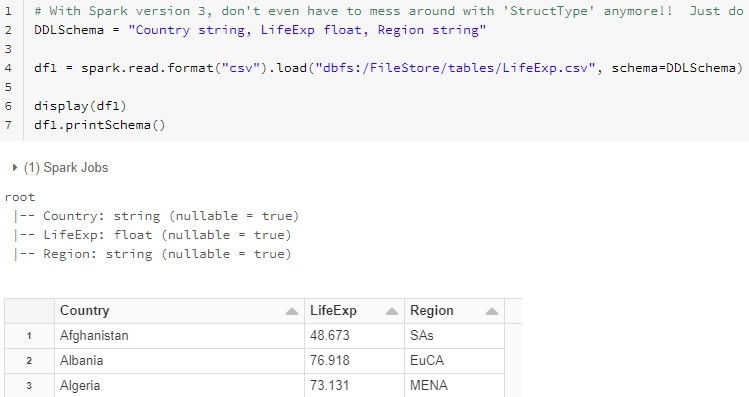 1 # With Spark version 3, don't even have to mess around with 'StructType' anymore!! Just do
2 DDLSchema = "Country string, LifeExp float, Region string"
3
4 df1 = spark.read.format("csv").load("dbfs:/FileStore/tables/LifeExp.csv", schema=DDLSchema)
5
6 display(df1)
7 df1.printSchema()
(1) Spark Jobs
root
|-- Country: string (nullable = true)
|-- LifeExp: float (nullable = true)
|-- Region: string (nullable = true)
Country LifeExp Region
1 Afghanistan 48.673 SAs
2 Albania 76.918 EuCA
3 Algeria 73.131 MENA